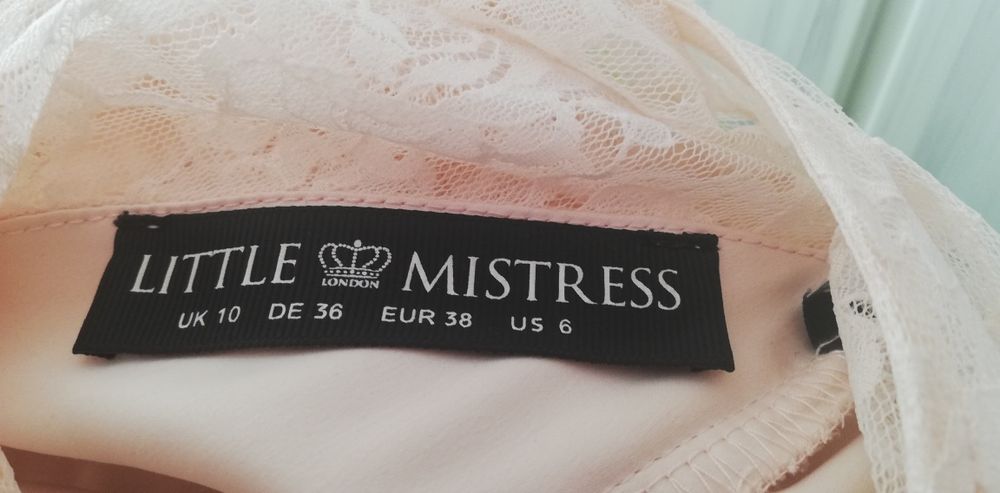 LITTLE LONDON MISTRESS
UK 10 DE 36 EUR 38 US 6